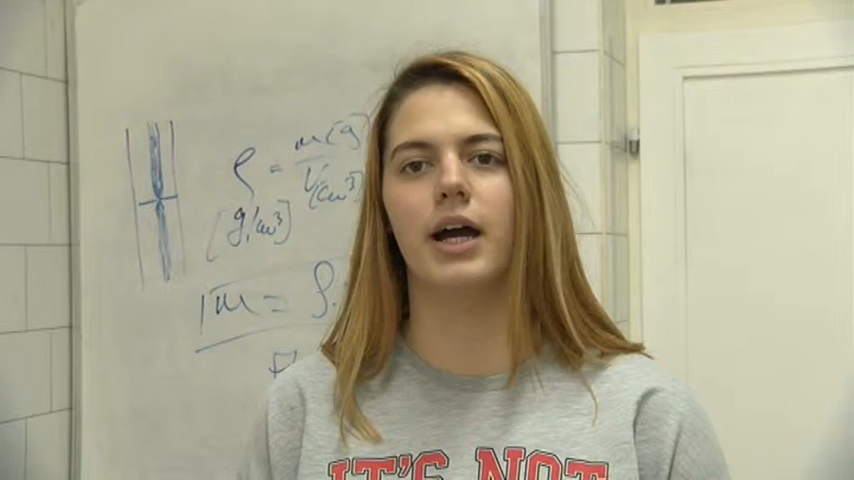 ρ = m[g]
V[cm³]
[g/cm³]
m = ρ.
IT'S NOT